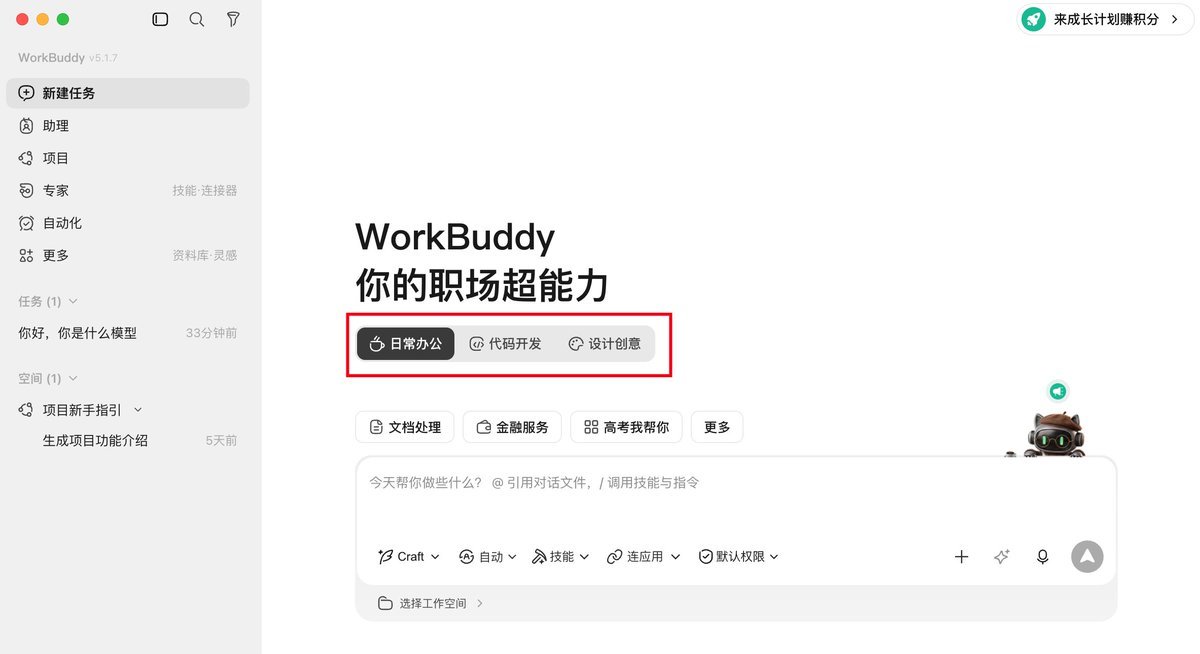 来成长计划赚积分
WorkBuddy v5.1.7
新建任务
助理
项目
专家 技能·连接器
自动化
更多 资料库·灵感
任务 (1)
你好，你是什么模型 33分钟前
空间 (1)
项目新手指引
生成项目功能介绍 5天前
WorkBuddy
你的职场超能力
日常办公 代码开发 设计创意
文档处理 金融服务 高考我帮你 更多
今天帮你做些什么？ @ 引用对话文件，/ 调用技能与指令
Craft 自动 技能 连应用 默认权限
选择工作空间